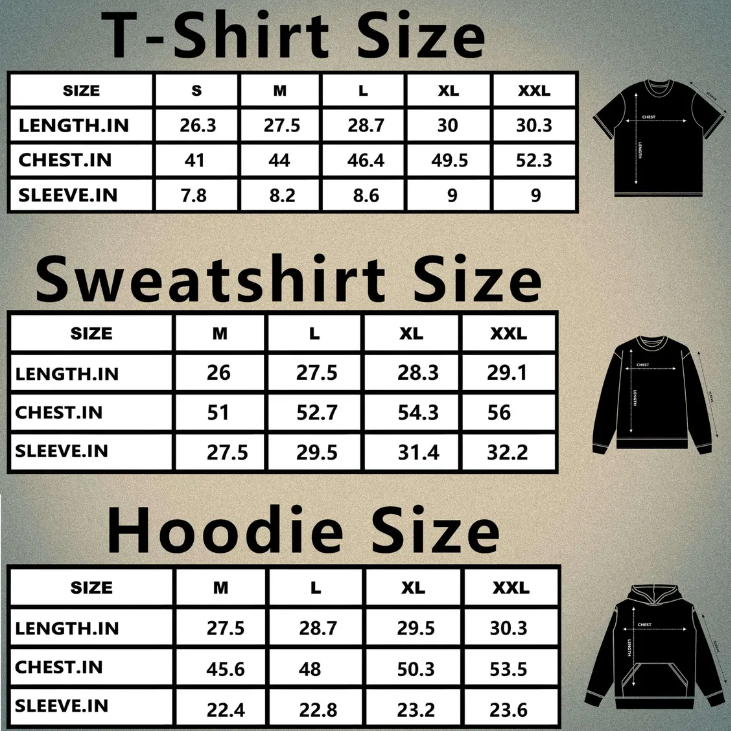 T-Shirt Size
SIZE S M L XL XXL
LENGTH.IN 26.3 27.5 28.7 30 30.3
CHEST.IN 41 44 46.4 49.5 52.3
SLEEVE.IN 7.8 8.2 8.6 9 9
CHEST
LENGTH
Sweatshirt Size
SIZE M L XL XXL
LENGTH.IN 26 27.5 28.3 29.1
CHEST.IN 51 52.7 54.3 56
SLEEVE.IN 27.5 29.5 31.4 32.2
CHEST
LENGTH
Hoodie Size
SIZE M L XL XXL
LENGTH.IN 27.5 28.7 29.5 30.3
CHEST.IN 45.6 48 50.3 53.5
SLEEVE.IN 22.4 22.8 23.2 23.6
CHEST
LENGTH